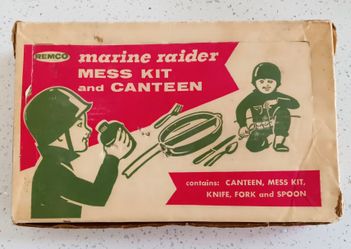 REMCO
marine raider
MESS KIT
and CANTEEN
contains: CANTEEN, MESS KIT,
KNIFE, FORK and SPOON